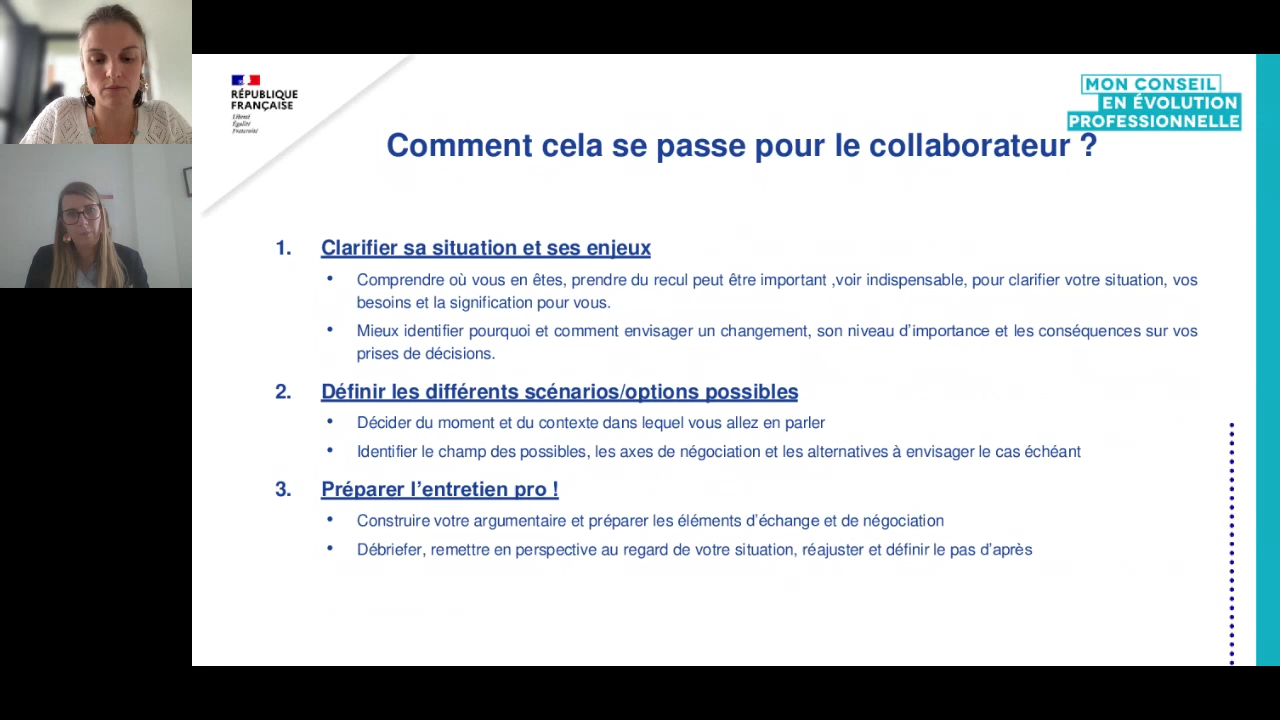 RÉPUBLIQUE
FRANÇAISE
Liberté
Égalité
Fraternité
MON CONSEIL
EN ÉVOLUTION
PROFESSIONNELLE
Comment cela se passe pour le collaborateur ?
1. Clarifier sa situation et ses enjeux
• Comprendre où vous en êtes, prendre du recul peut être important ,voir indispensable, pour clarifier votre situation, vos
besoins et la signification pour vous.
• Mieux identifier pourquoi et comment envisager un changement, son niveau d'importance et les conséquences sur vos
prises de décisions.
2. Définir les différents scénarios/options possibles
• Décider du moment et du contexte dans lequel vous allez en parler
• Identifier le champ des possibles, les axes de négociation et les alternatives à envisager le cas échéant
3. Préparer l'entretien pro !
• Construire votre argumentaire et préparer les éléments d'échange et de négociation
• Débriefer, remettre en perspective au regard de votre situation, réajuster et définir le pas d'après